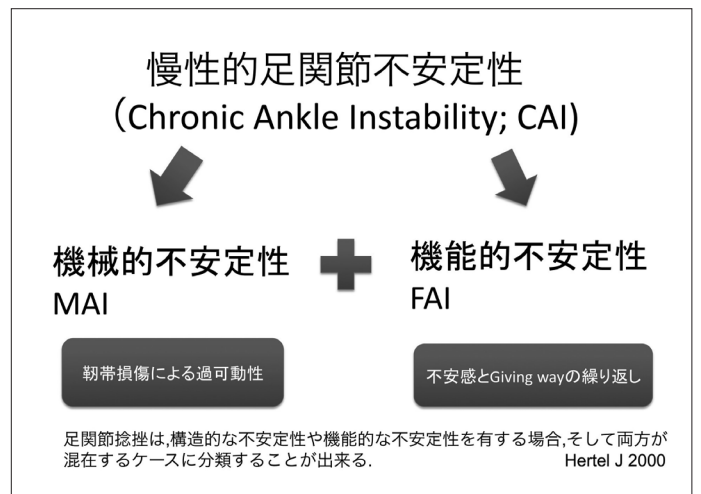 慢性的足関節不安定性
（Chronic Ankle Instability; CAI)
機械的不安定性
MAI
機能的不安定性
FAI
靭帯損傷による過可動性
不安感とGiving wayの繰り返し
足関節捻挫は,構造的な不安定性や機能的な不安定性を有する場合,そして両方が
混在するケースに分類することが出来る.
Hertel J 2000